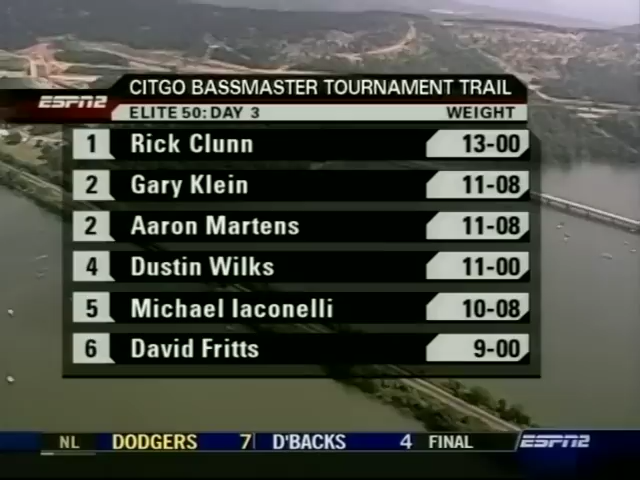 CITGO BASSMASTER TOURNAMENT TRAIL
ESPN2
ELITE 50: DAY 3 WEIGHT
1 Rick Clunn 13-00
2 Gary Klein 11-08
2 Aaron Martens 11-08
4 Dustin Wilks 11-00
5 Michael Iaconelli 10-08
6 David Fritts 9-00
NL DODGERS 7 D'BACKS 4 FINAL ESPN2